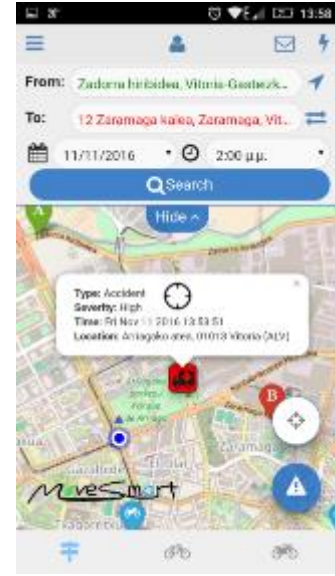 13:58
From: Zadorra hiribidea, Vitoria-Gasteizk...
To: 12 Zaramaga kalea, Zaramaga, Vit...
11/11/2016 2:00 μ.μ.
Search
Hide
A
Type: Accident
Severity: High
Time: Fri Nov 11 2016 13:53:51
Location: Arriagako atea, 01013 Vitoria (ALV)
B
Zaramaga
MoveSmart